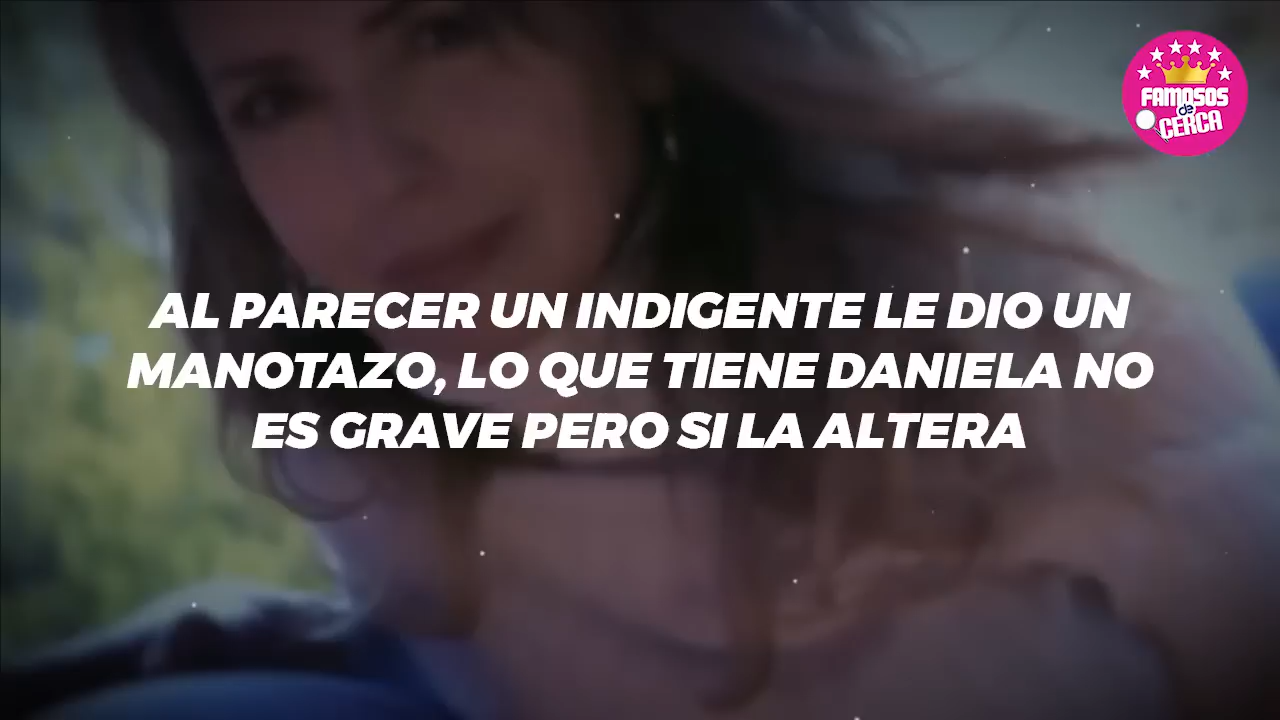 FAMOSOS
de
CERCA
AL PARECER UN INDIGENTE LE DIO UN
MANOTAZO, LO QUE TIENE DANIELA NO
ES GRAVE PERO SI LA ALTERA